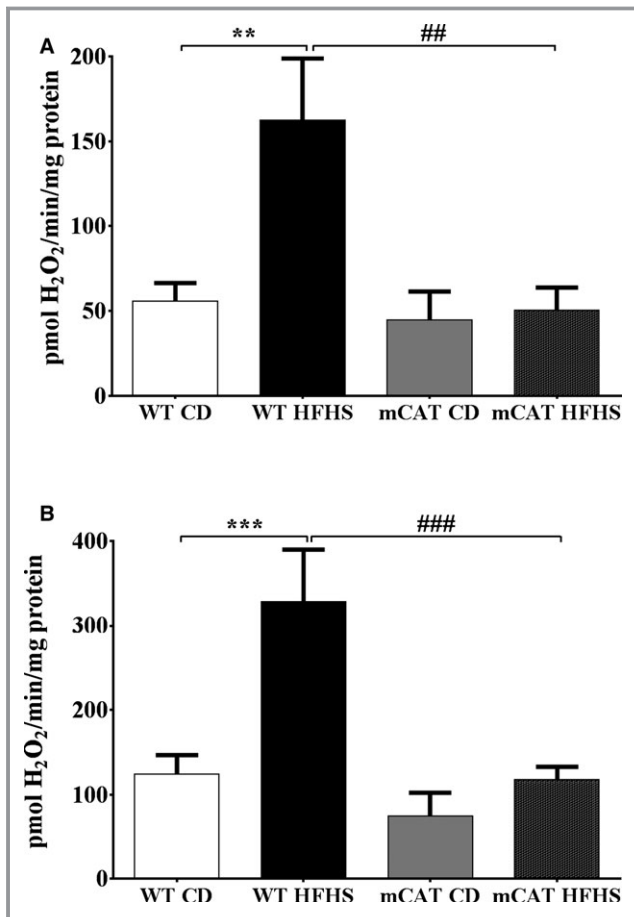 A
** ##
200
150
100
50
0
pmol H₂O₂/min/mg protein
WT CD WT HFHS mCAT CD mCAT HFHS
B
*** ###
400
300
200
100
0
pmol H₂O₂/min/mg protein
WT CD WT HFHS mCAT CD mCAT HFHS